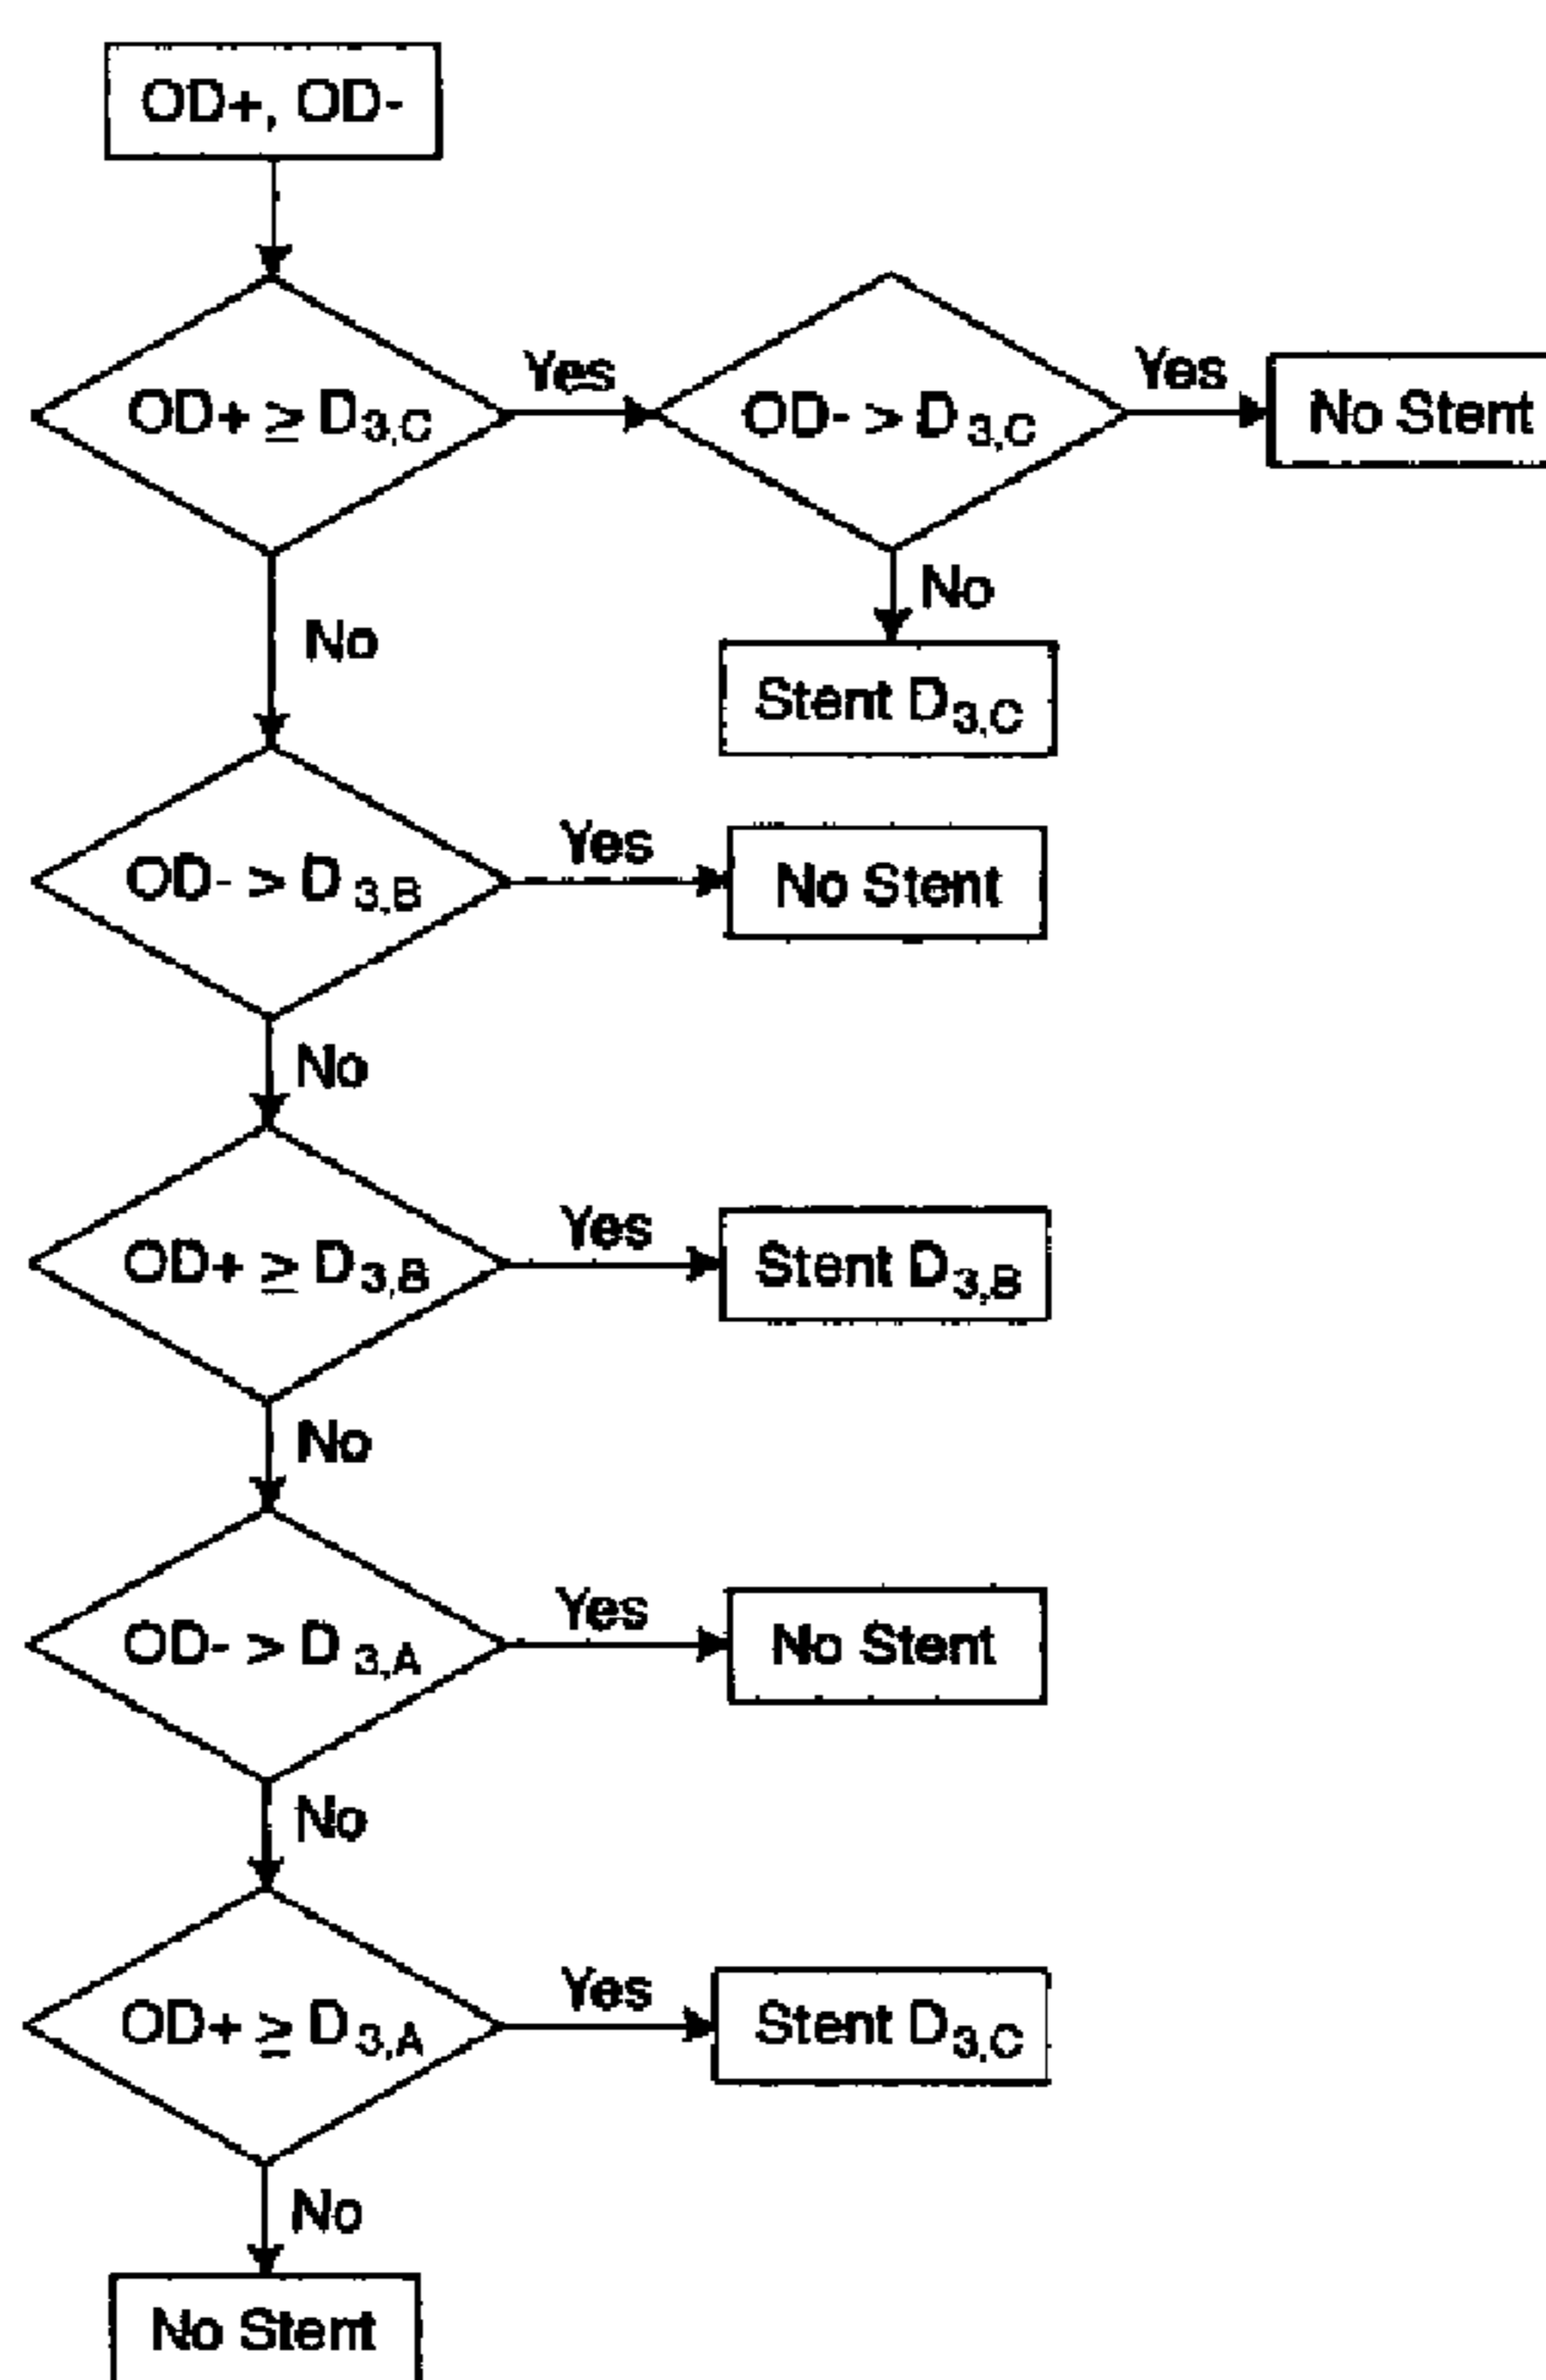 OD+, OD-
OD+ ≥ D3,C
Yes
OD- > D3,C
Yes
No Stent
No
Stent D3,C
No
OD- > D3,B
Yes
No Stent
No
OD+ ≥ D3,B
Yes
Stent D3,B
No
OD- > D3,A
Yes
No Stent
No
OD+ ≥ D3,A
Yes
Stent D3,C
No
No Stent